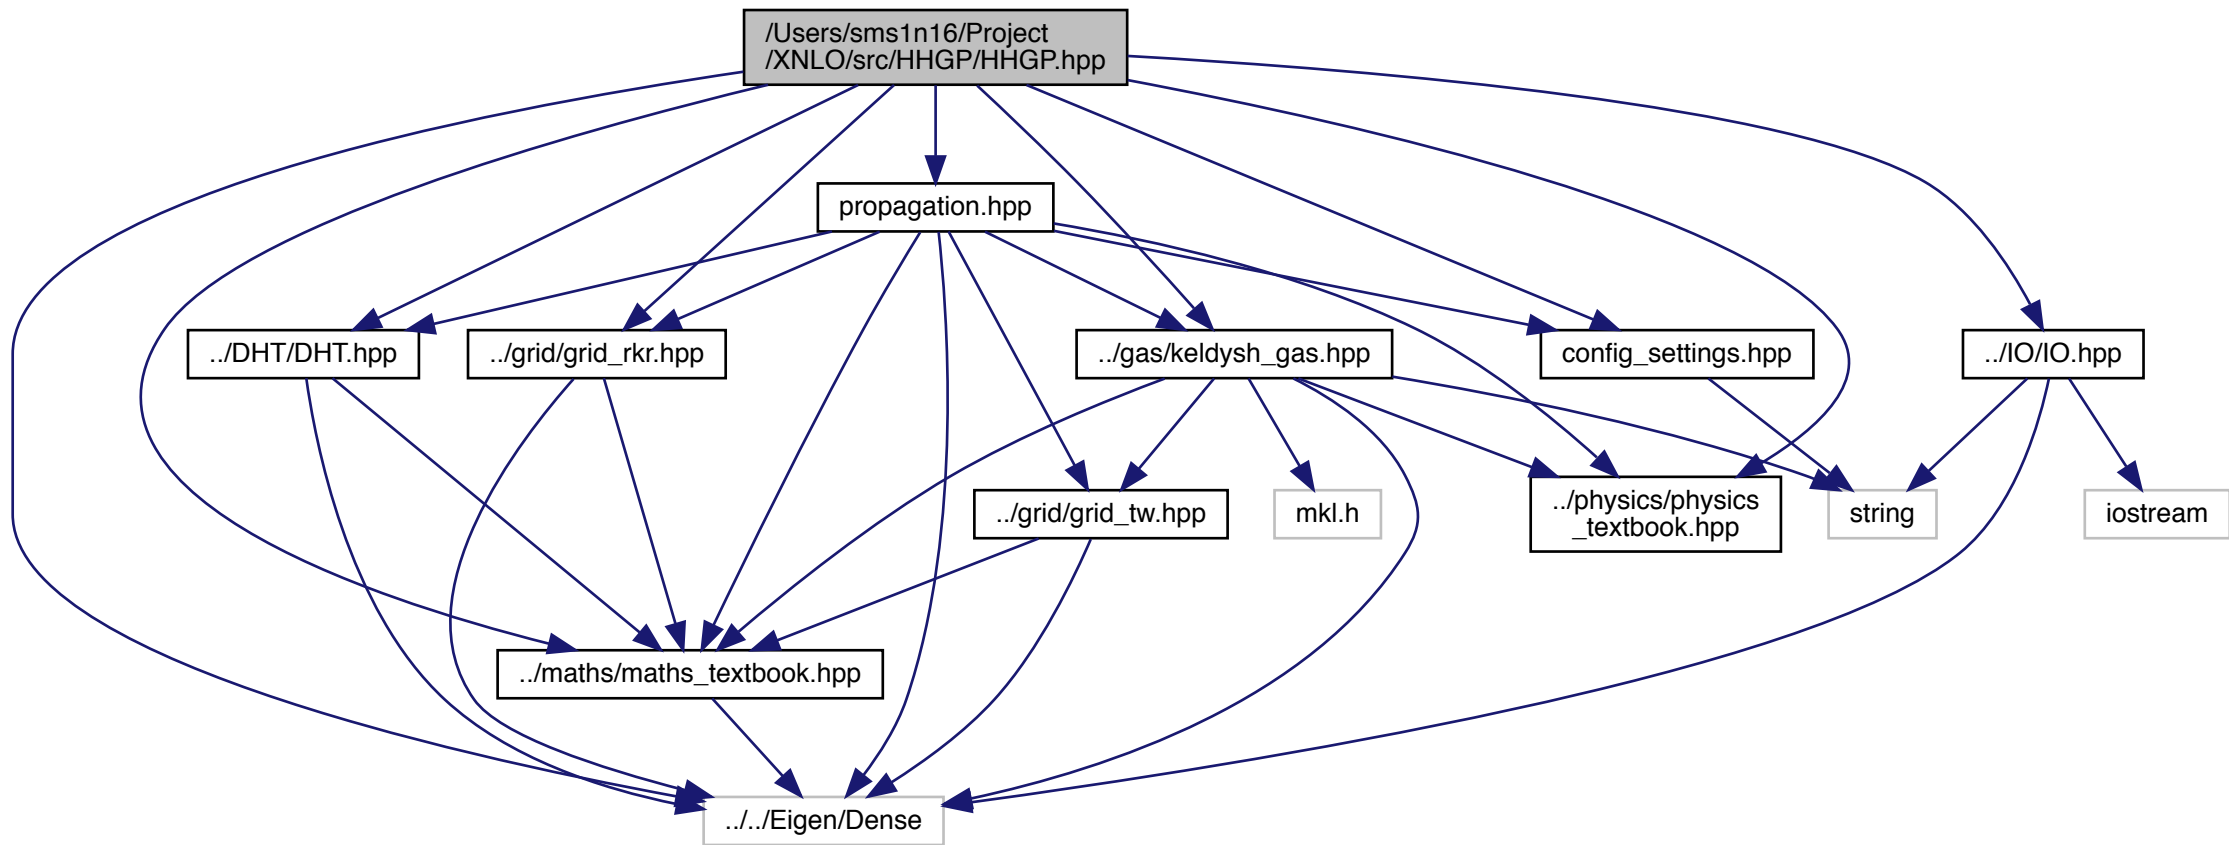 /Users/sms1n16/Project
/XNLO/src/HHGP/HHGP.hpp
propagation.hpp
../DHT/DHT.hpp
../grid/grid_rkr.hpp
../gas/keldysh_gas.hpp
config_settings.hpp
../IO/IO.hpp
../grid/grid_tw.hpp
mkl.h
../physics/physics
_textbook.hpp
string
iostream
../maths/maths_textbook.hpp
../../Eigen/Dense